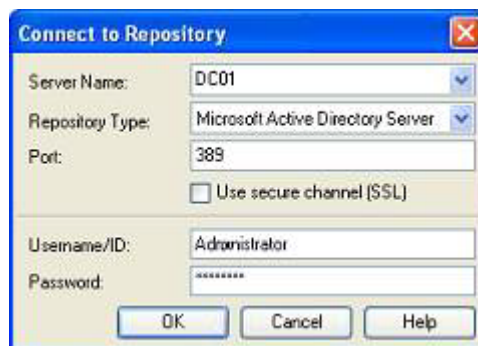 Connect to Repository
Server Name: DC01
Repository Type: Microsoft Active Directory Server
Port: 389
Use secure channel (SSL)
Username/ID: Administrator
Password: ********
OK Cancel Help